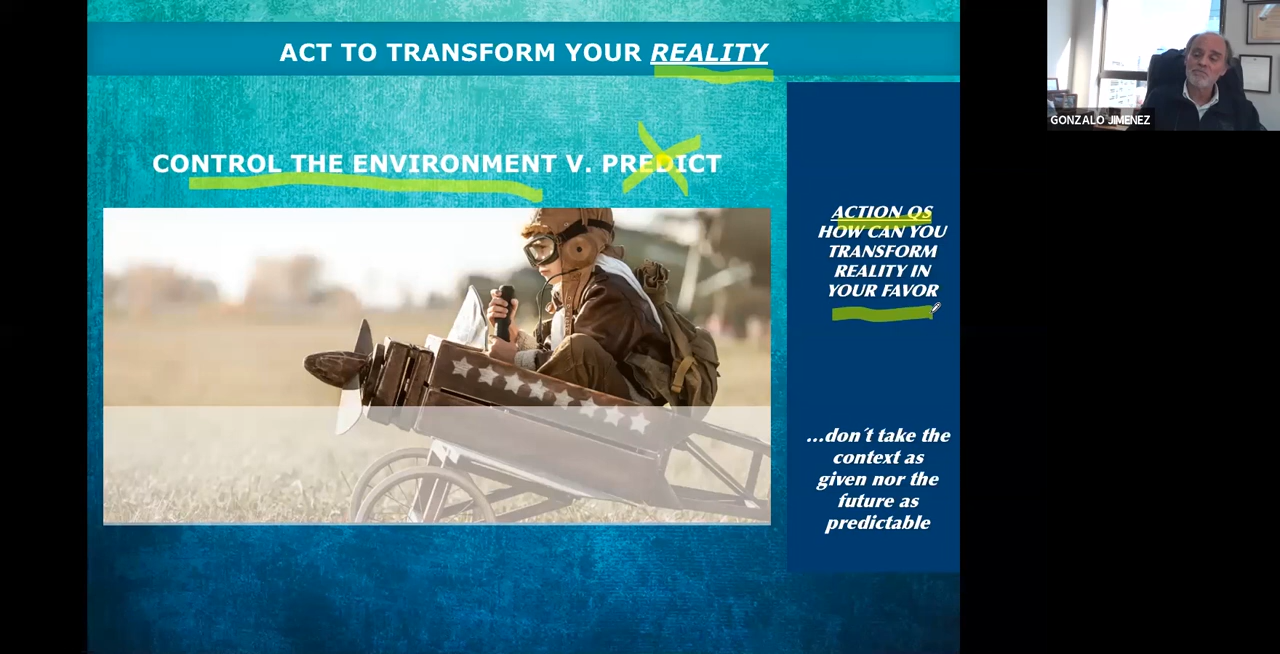 ACT TO TRANSFORM YOUR REALITY
CONTROL THE ENVIRONMENT V. PREDICT
ACTION QS
HOW CAN YOU
TRANSFORM
REALITY IN
YOUR FAVOR
...don´t take the
context as
given nor the
future as
predictable
GONZALO JIMENEZ